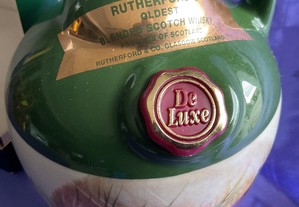 RUTHERFORD
OLDEST
BLENDED SCOTCH WHISKY
OF SCOTLAND
RUTHERFORD & CO. GLASGOW SCOTLAND
De
Luxe